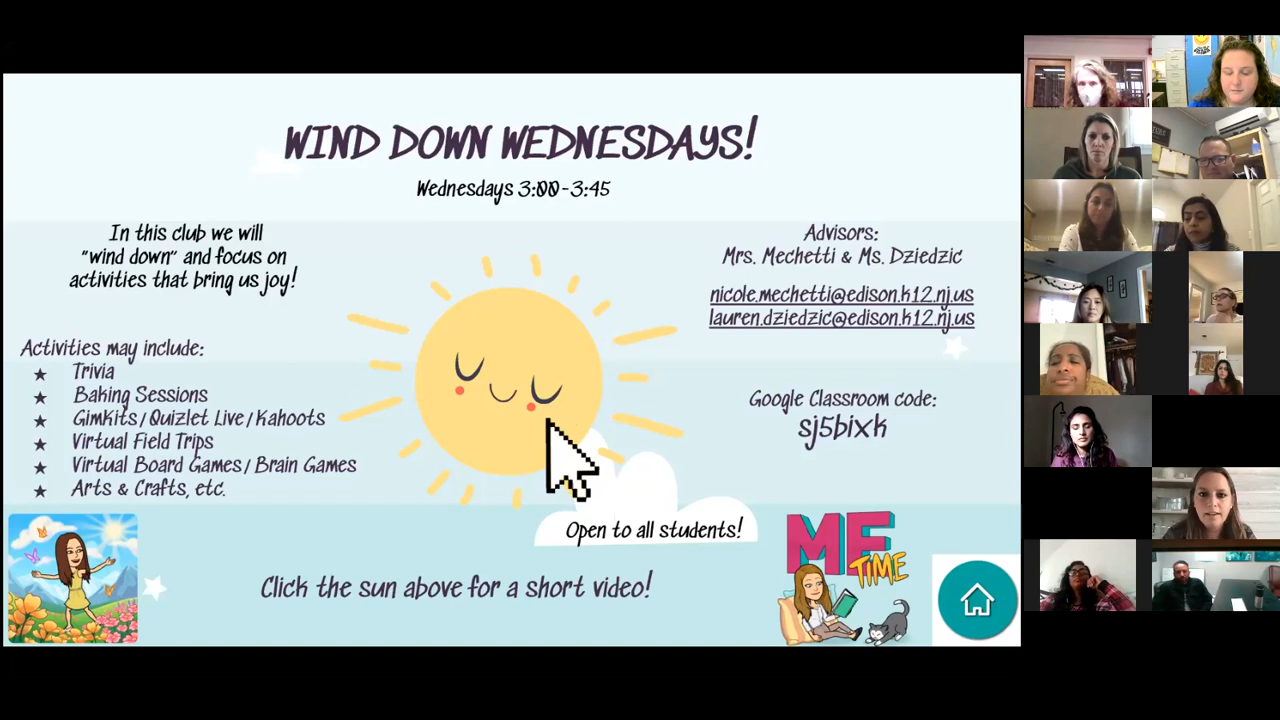 WIND DOWN WEDNESDAYS!
Wednesdays 3:00-3:45
In this club we will
"wind down" and focus on
activities that bring us joy!
Activities may include:
★ Trivia
★ Baking Sessions
★ Gimkits/Quizlet Live/Kahoots
★ Virtual Field Trips
★ Virtual Board Games/Brain Games
★ Arts & Crafts, etc.
Advisors:
Mrs. Mechetti & Ms. Dziedzic
nicole.mechetti@edison.k12.nj.us
lauren.dziedzic@edison.k12.nj.us
Google Classroom code:
sj5bixk
Open to all students!
Click the sun above for a short video!
ME
TIME